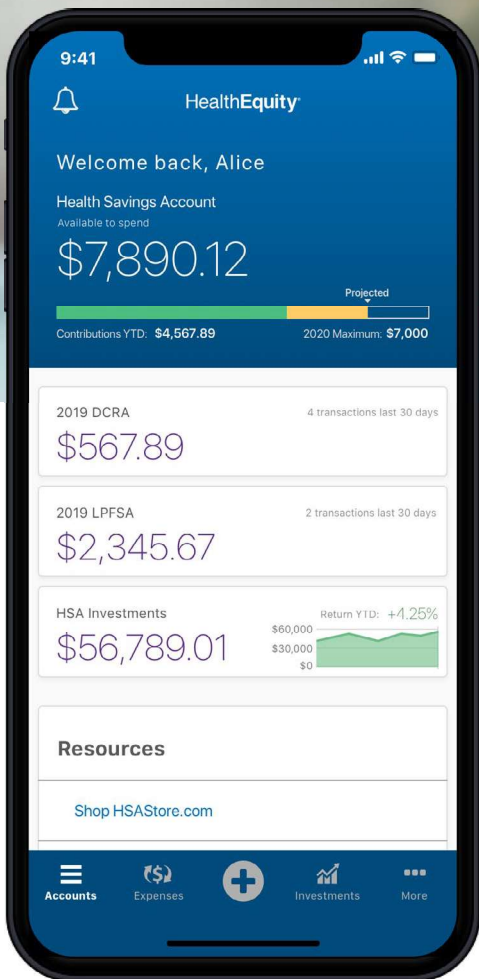 9:41
HealthEquity
Welcome back, Alice
Health Savings Account
Available to spend
$7,890.12
Projected
Contributions YTD: $4,567.89 2020 Maximum: $7,000
2019 DCRA 4 transactions last 30 days
$567.89
2019 LPFSA 2 transactions last 30 days
$2,345.67
HSA Investments Return YTD: +4.25%
$56,789.01
$60,000
$30,000
$0
Resources
Shop HSAStore.com
Accounts Expenses Investments More